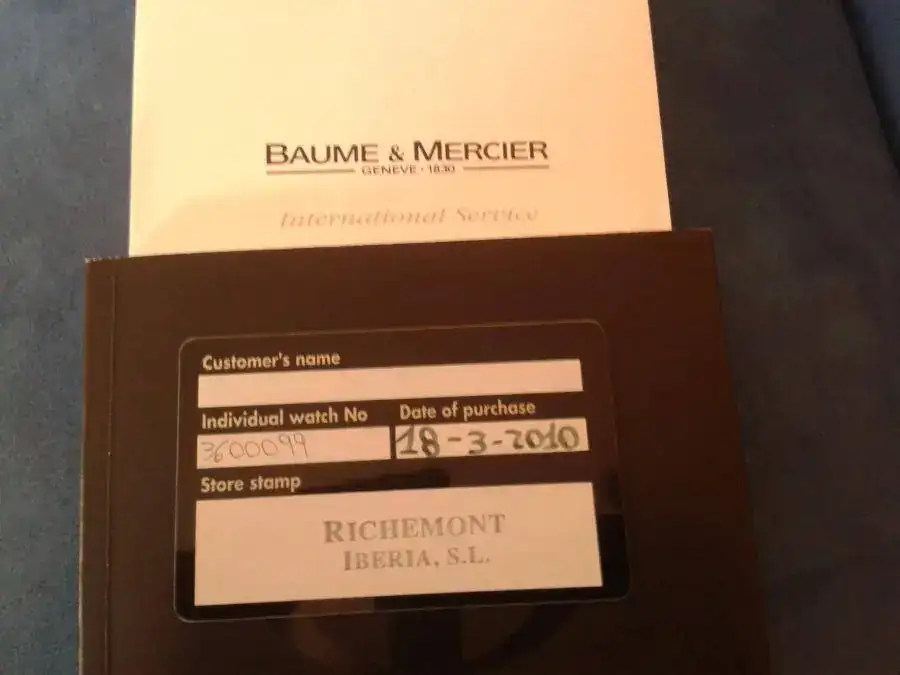 BAUME & MERCIER
GENEVE · 1830
International Service
Customer's name
Individual watch No
Date of purchase
3600099
18-3-2010
Store stamp
RICHEMONT
IBERIA, S.L.